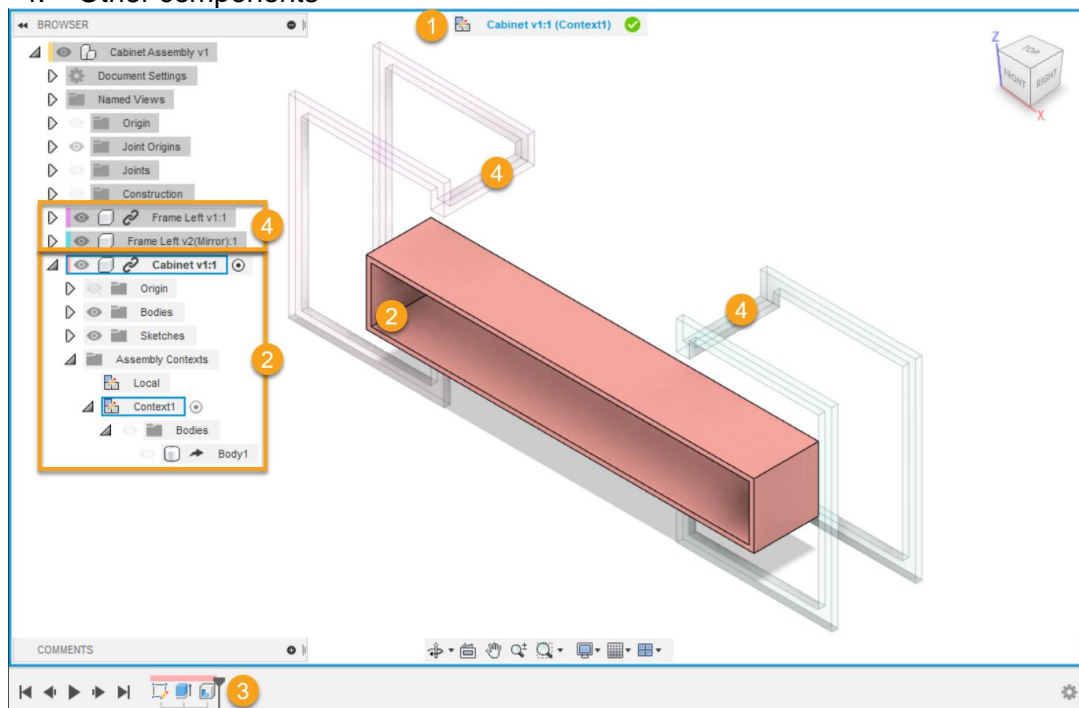 4. Other components
BROWSER
1 Cabinet v1:1 (Context1)
Cabinet Assembly v1
Document Settings
Named Views
Origin
Joint Origins
Joints
Construction
Frame Left v1:1
4
Frame Left v2(Mirror):1
Cabinet v1:1
Origin
Bodies
Sketches
Assembly Contexts
2
Local
Context1
Bodies
Body1
Z
TOP
FRONT
RIGHT
X
4
2
4
COMMENTS
3